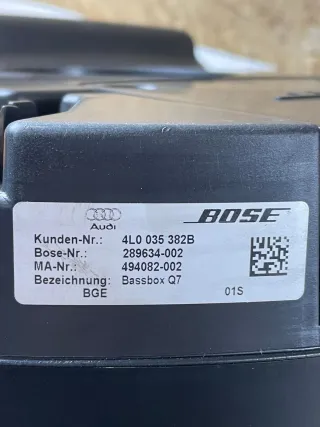 Audi BOSE
Kunden-Nr.: 4L0 035 382B
Bose-Nr.: 289634-002
MA-Nr.: 494082-002
Bezeichnung: Bassbox Q7
BGE 01S